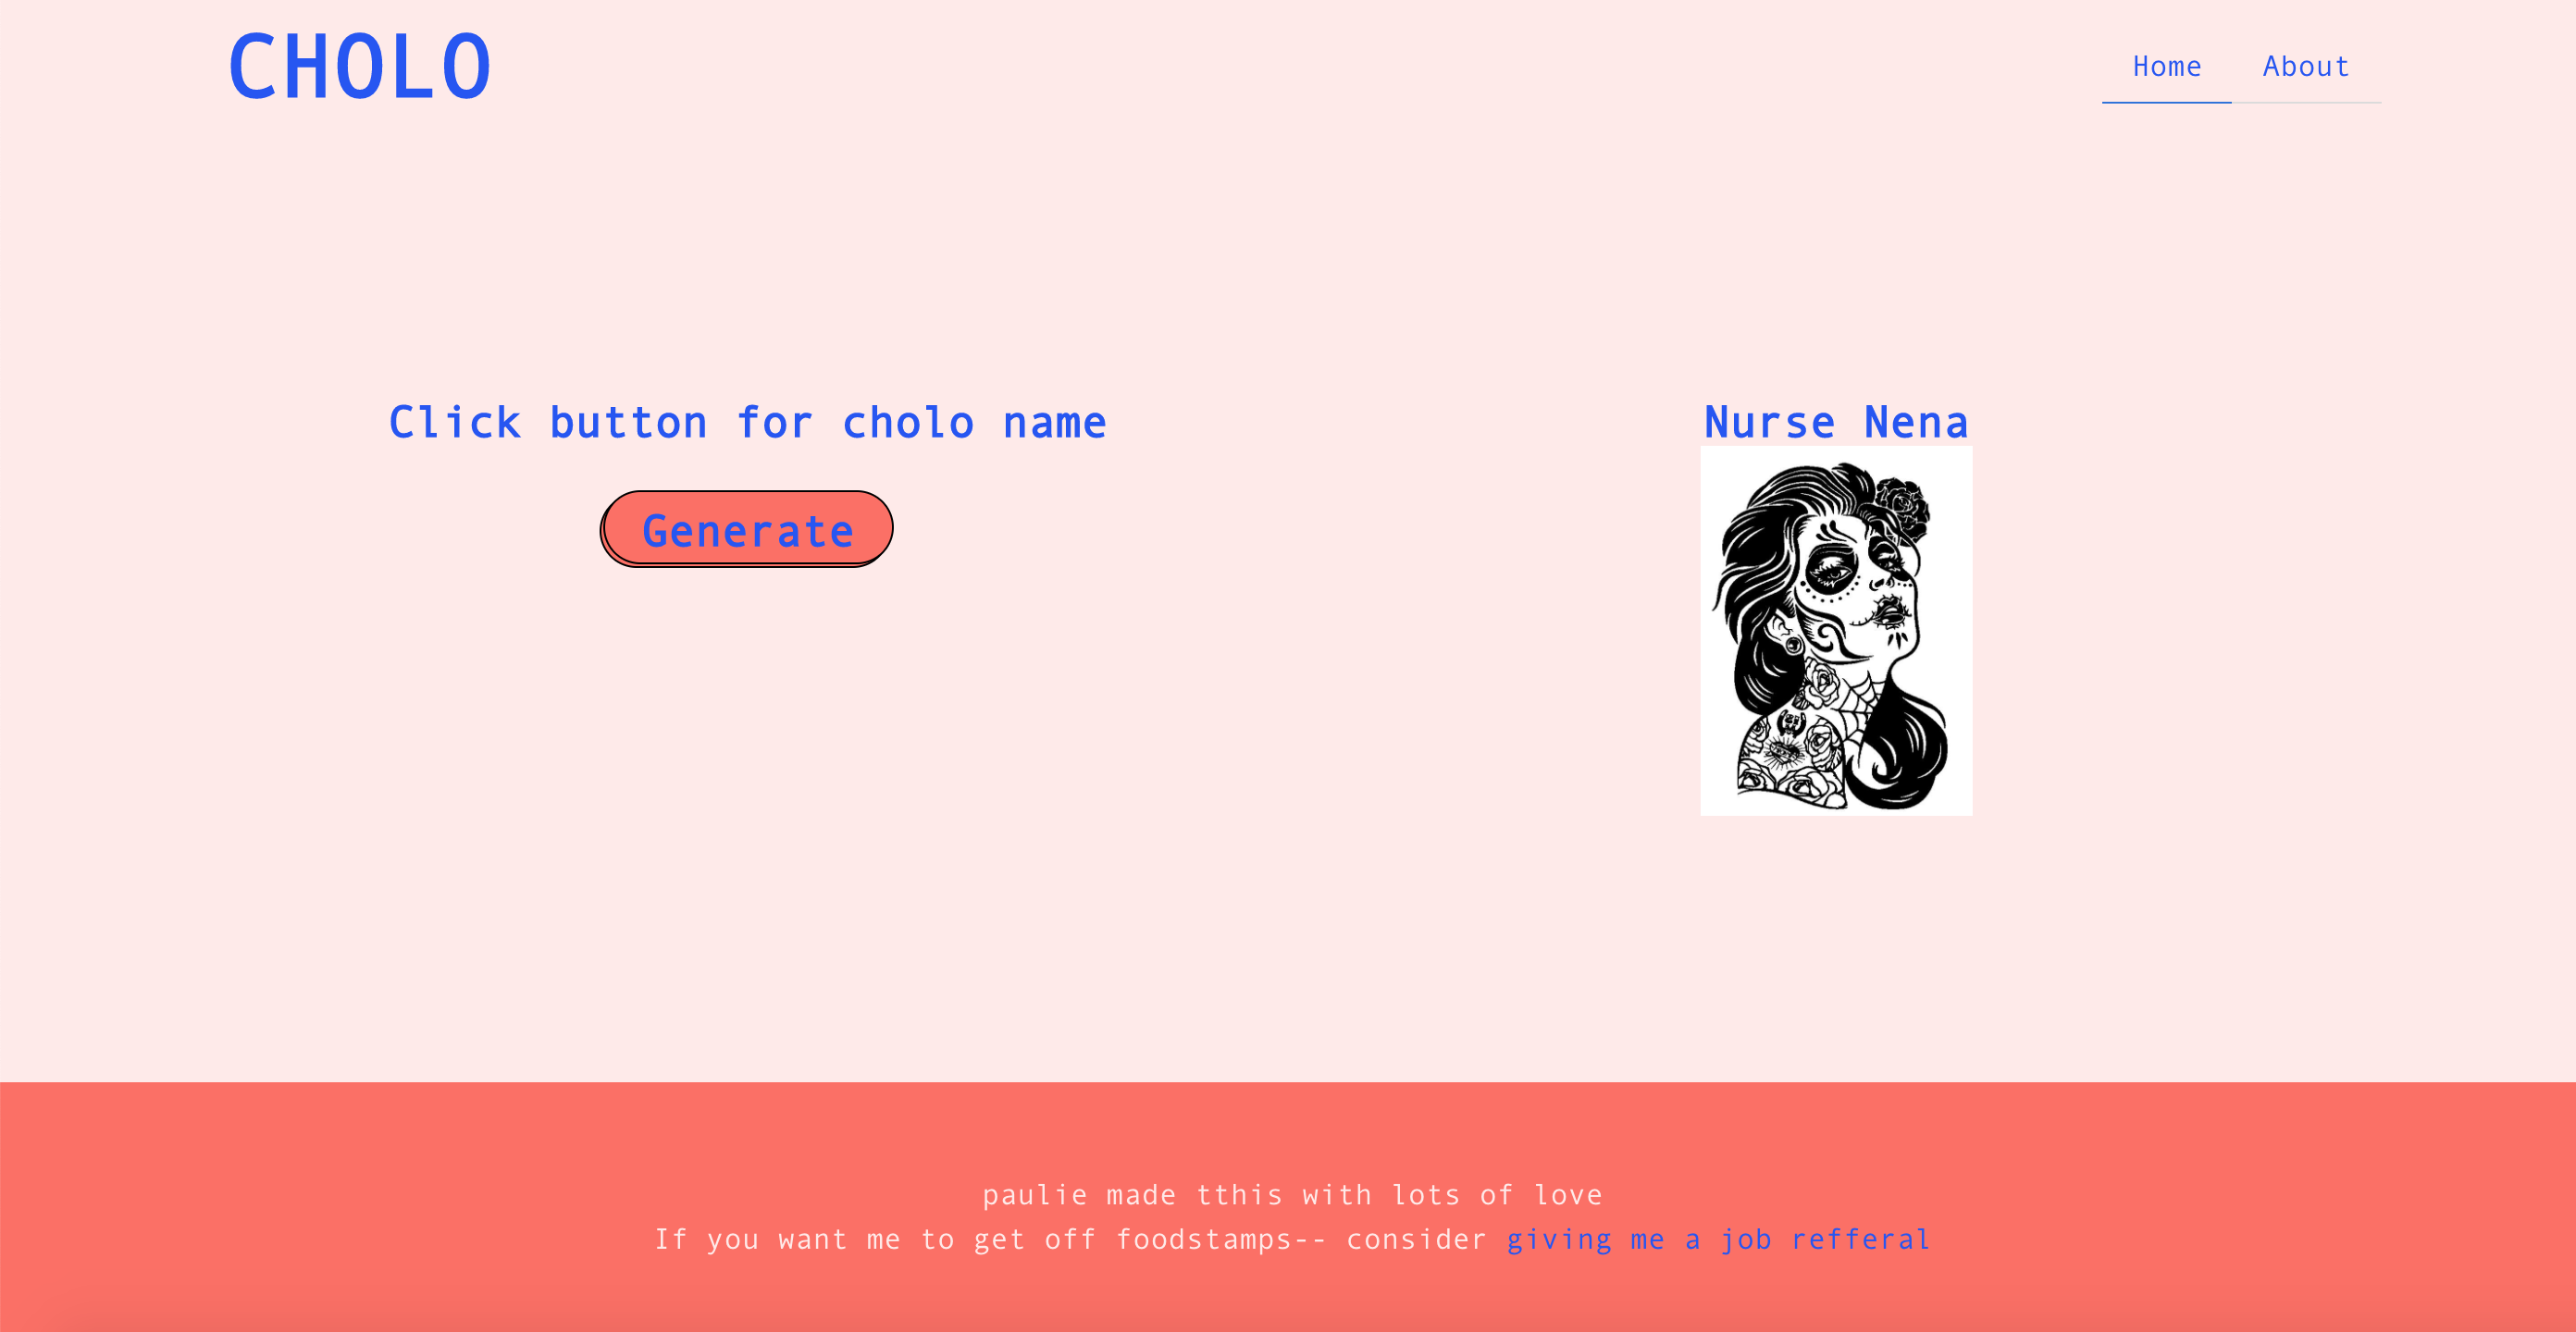 CHOLO
Home
About
Click button for cholo name
Generate
Nurse Nena
paulie made tthis with lots of love
If you want me to get off foodstamps-- consider giving me a job refferal